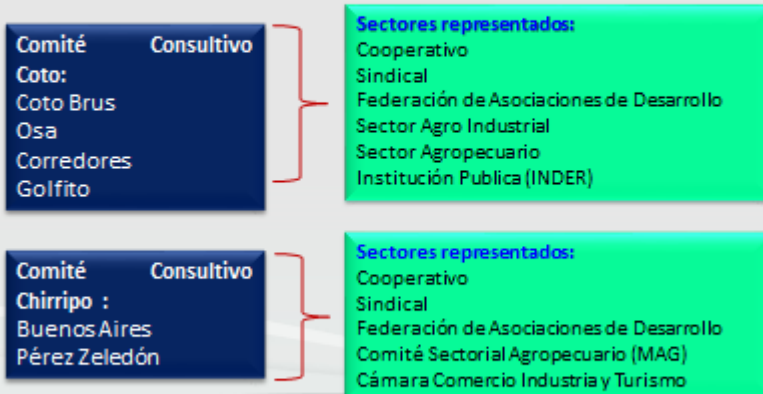 Comité Consultivo
Coto:
Coto Brus
Osa
Corredores
Golfito
Sectores representados:
Cooperativo
Sindical
Federación de Asociaciones de Desarrollo
Sector Agro Industrial
Sector Agropecuario
Institución Publica (INDER)
Comité Consultivo
Chirripo :
Buenos Aires
Pérez Zeledón
Sectores representados:
Cooperativo
Sindical
Federación de Asociaciones de Desarrollo
Comité Sectorial Agropecuario (MAG)
Cámara Comercio Industria y Turismo